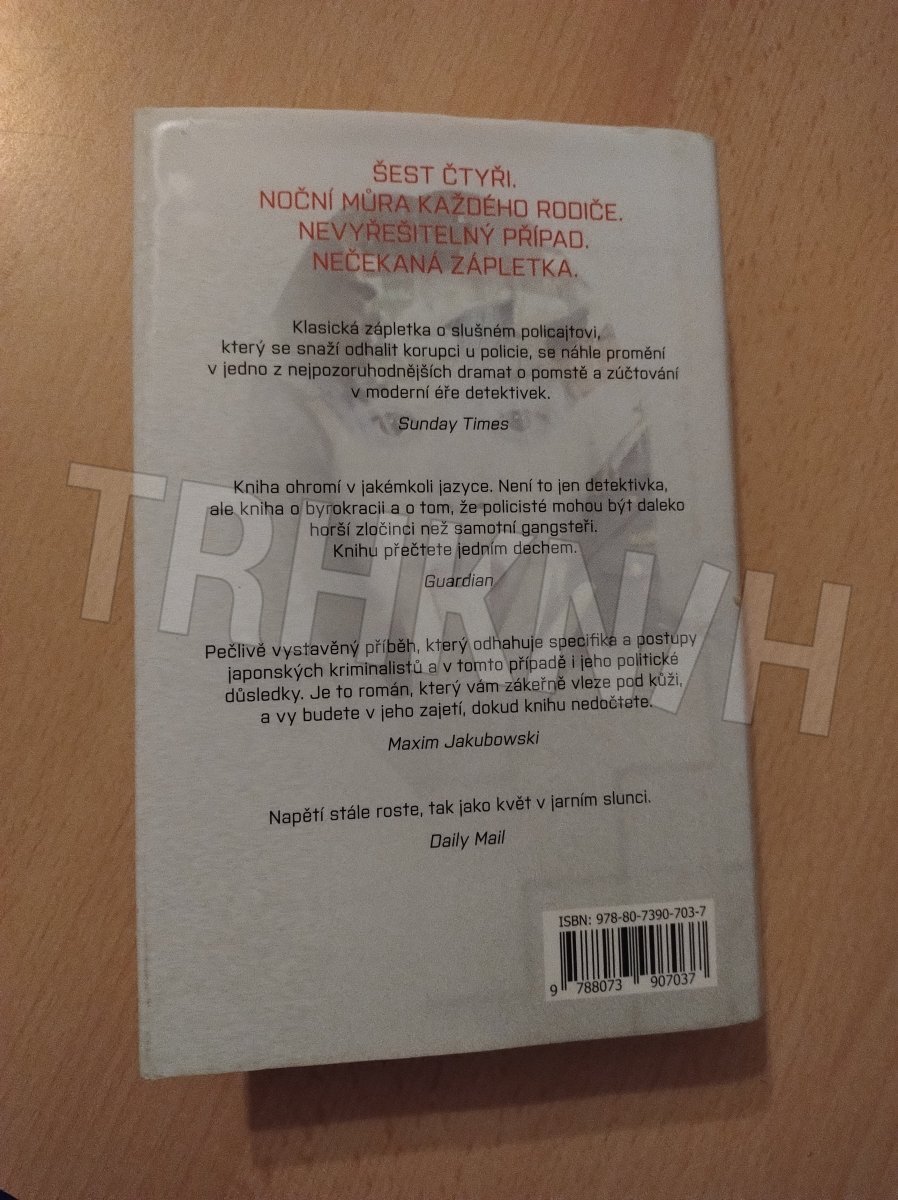 ŠEST ČTYŘI.
NOČNÍ MŮRA KAŽDÉHO RODIČE.
NEVYŘEŠITELNÝ PŘÍPAD.
NEČEKANÁ ZÁPLETKA.
Klasická zápletka o slušném policajtovi,
který se snaží odhalit korupci u policie, se náhle promění
v jedno z nejpozoruhodnějších dramat o pomstě a zúčtování
v moderní éře detektivek.
Sunday Times
Kniha ohromí v jakémkoli jazyce. Není to jen detektivka,
ale kniha o byrokracii a o tom, že policisté mohou být daleko
horší zločinci než samotní gangsteři.
Knihu přečtete jedním dechem.
Guardian
Pečlivě vystavěný příběh, který odhahuje specifika a postupy
japonských kriminalistů a v tomto případě i jeho politické
důsledky. Je to román, který vám zákeřně vleze pod kůži,
a vy budete v jeho zajetí, dokud knihu nedočtete.
Maxim Jakubowski
Napětí stále roste, tak jako květ v jarním slunci.
Daily Mail
ISBN: 978-80-7390-703-7
9 788073 907037
TRHKNIH